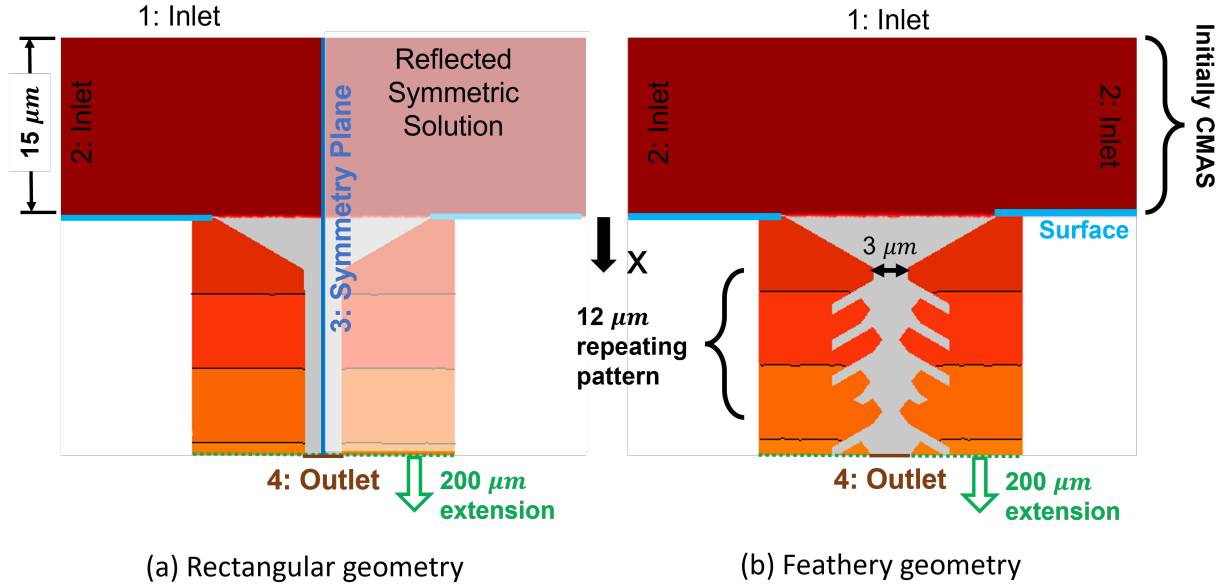 1: Inlet
15 μm
2: Inlet
3: Symmetry Plane
Reflected
Symmetric
Solution
4: Outlet
200 μm
extension
(a) Rectangular geometry
X
12 μm
repeating
pattern
1: Inlet
2: Inlet
2: Inlet
Initially CMAS
Surface
3 μm
4: Outlet
200 μm
extension
(b) Feathery geometry